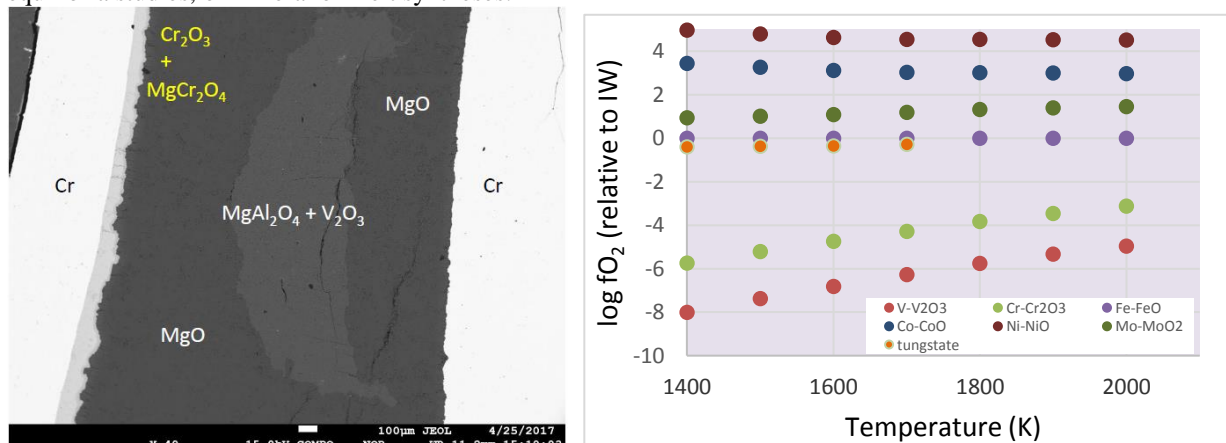 Cr₂O₃
+
MgCr₂O₄
MgO
Cr
Cr
MgAl₂O₄ + V₂O₃
MgO
100μm JEOL 4/25/2017
log fO₂ (relative to IW)
4
2
0
-2
-4
-6
-8
-10
V-V2O3 Cr-Cr2O3 Fe-FeO
Co-CoO Ni-NiO Mo-MoO2
tungstate
1400 1600 1800 2000
Temperature (K)